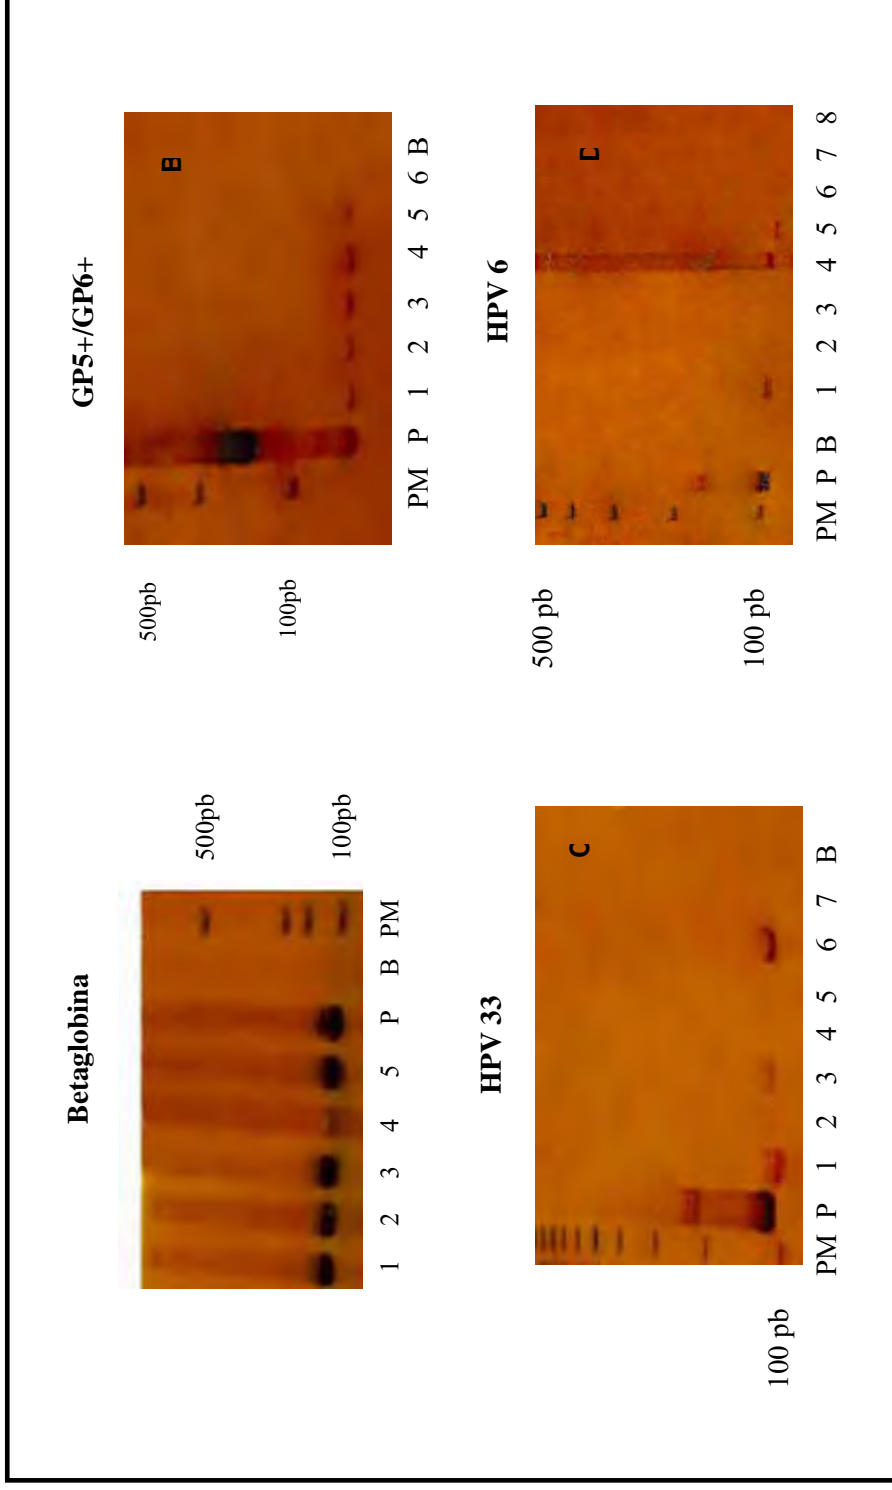 Betaglobina
500pb
100pb
1 2 3 4 5 P B PM
GP5+/GP6+
500pb
100pb
B
PM P 1 2 3 4 5 6 B
HPV 33
100 pb
C
PM P 1 2 3 4 5 6 7 B
HPV 6
500 pb
100 pb
PM P B 1 2 3 4 5 6 7 8